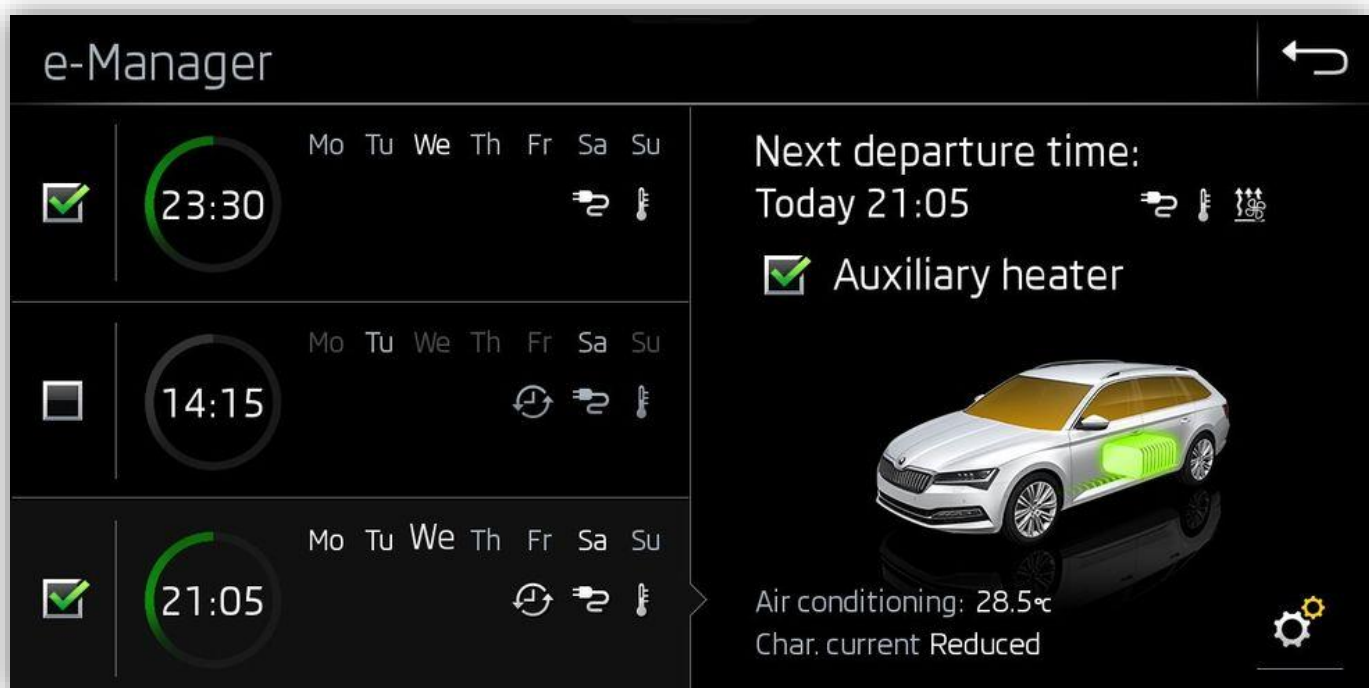 e-Manager
Mo Tu We Th Fr Sa Su
23:30
Mo Tu We Th Fr Sa Su
14:15
Mo Tu We Th Fr Sa Su
21:05
Next departure time:
Today 21:05
Auxiliary heater
Air conditioning: 28.5°C
Char. current Reduced